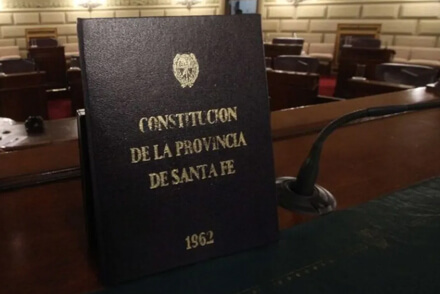 CONSTITUCION
DE LA PROVINCIA
DE SANTA FE
1962